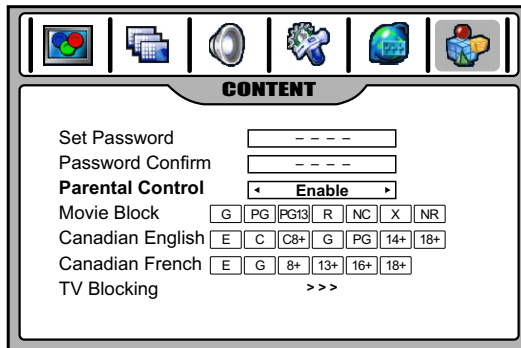 CONTENT
Set Password – – – –
Password Confirm – – – –
Parental Control ◂ Enable ▸
Movie Block G PG PG13 R NC X NR
Canadian English E C C8+ G PG 14+ 18+
Canadian French E G 8+ 13+ 16+ 18+
TV Blocking >>>